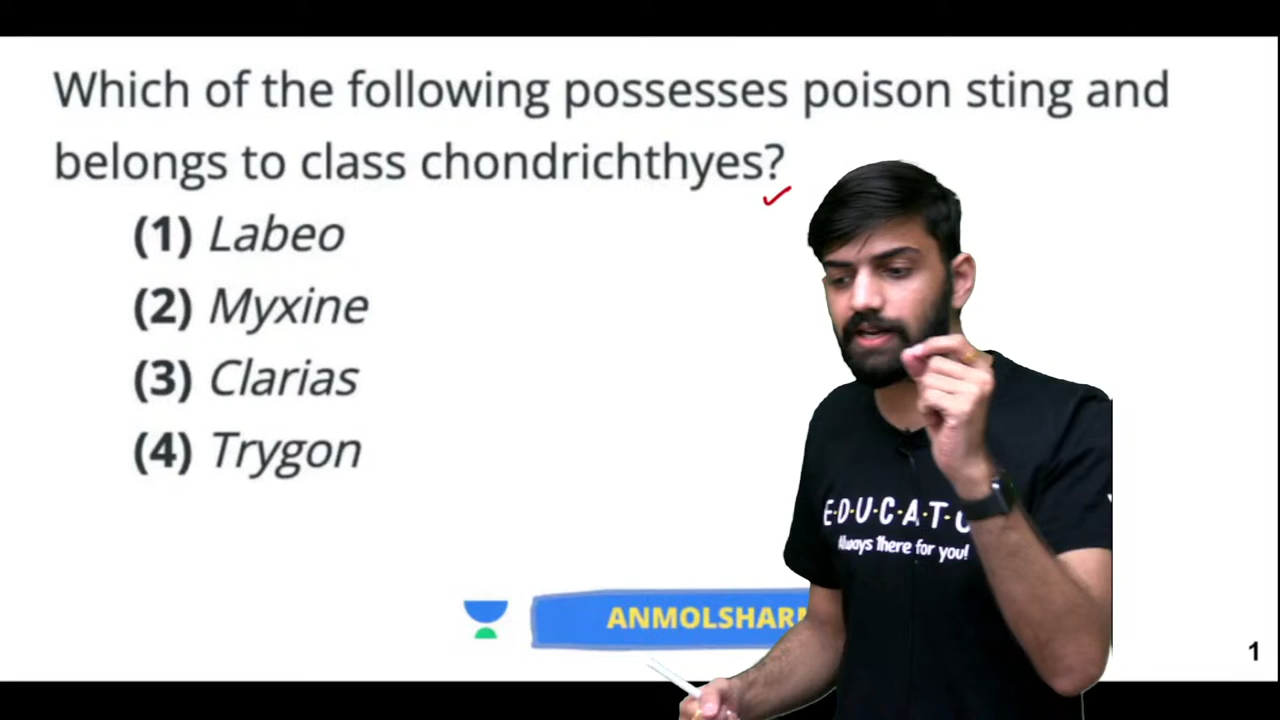 Which of the following possesses poison sting and
belongs to class chondrichthyes?
(1) Labeo
(2) Myxine
(3) Clarias
(4) Trygon
E·D·U·C·A·T·
Always There for you!
ANMOLSHAR
1